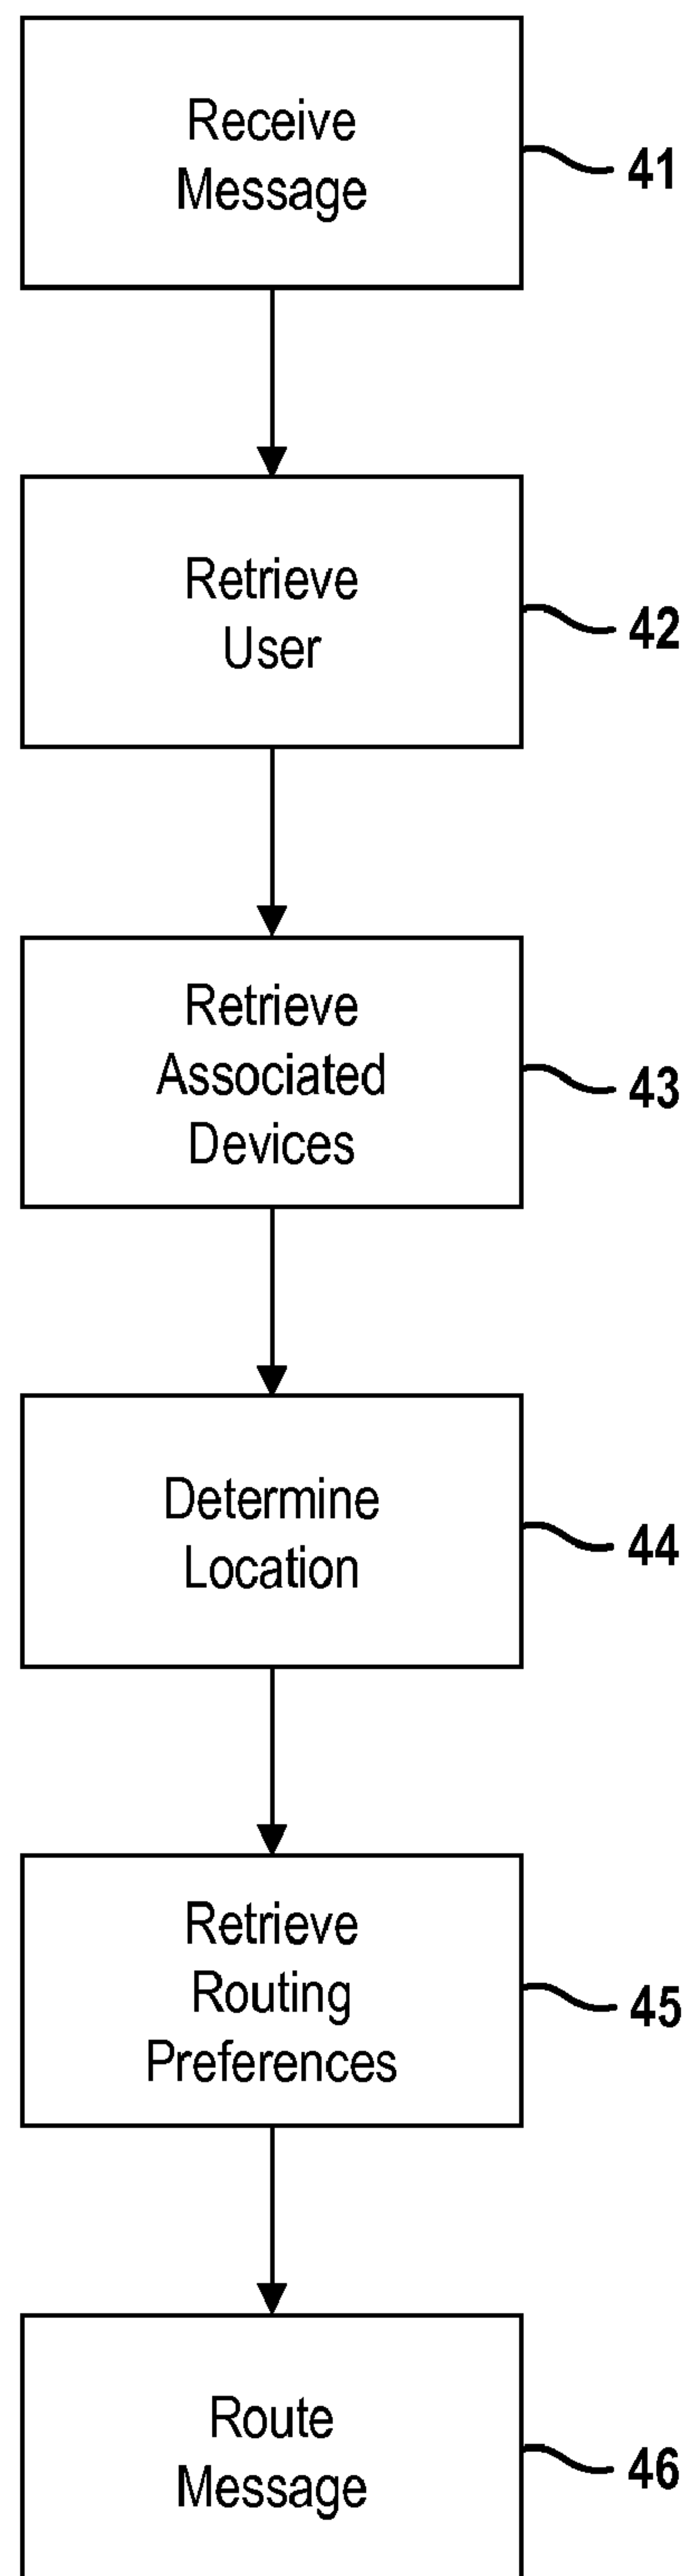 Receive
Message
41
Retrieve
User
42
Retrieve
Associated
Devices
43
Determine
Location
44
Retrieve
Routing
Preferences
45
Route
Message
46